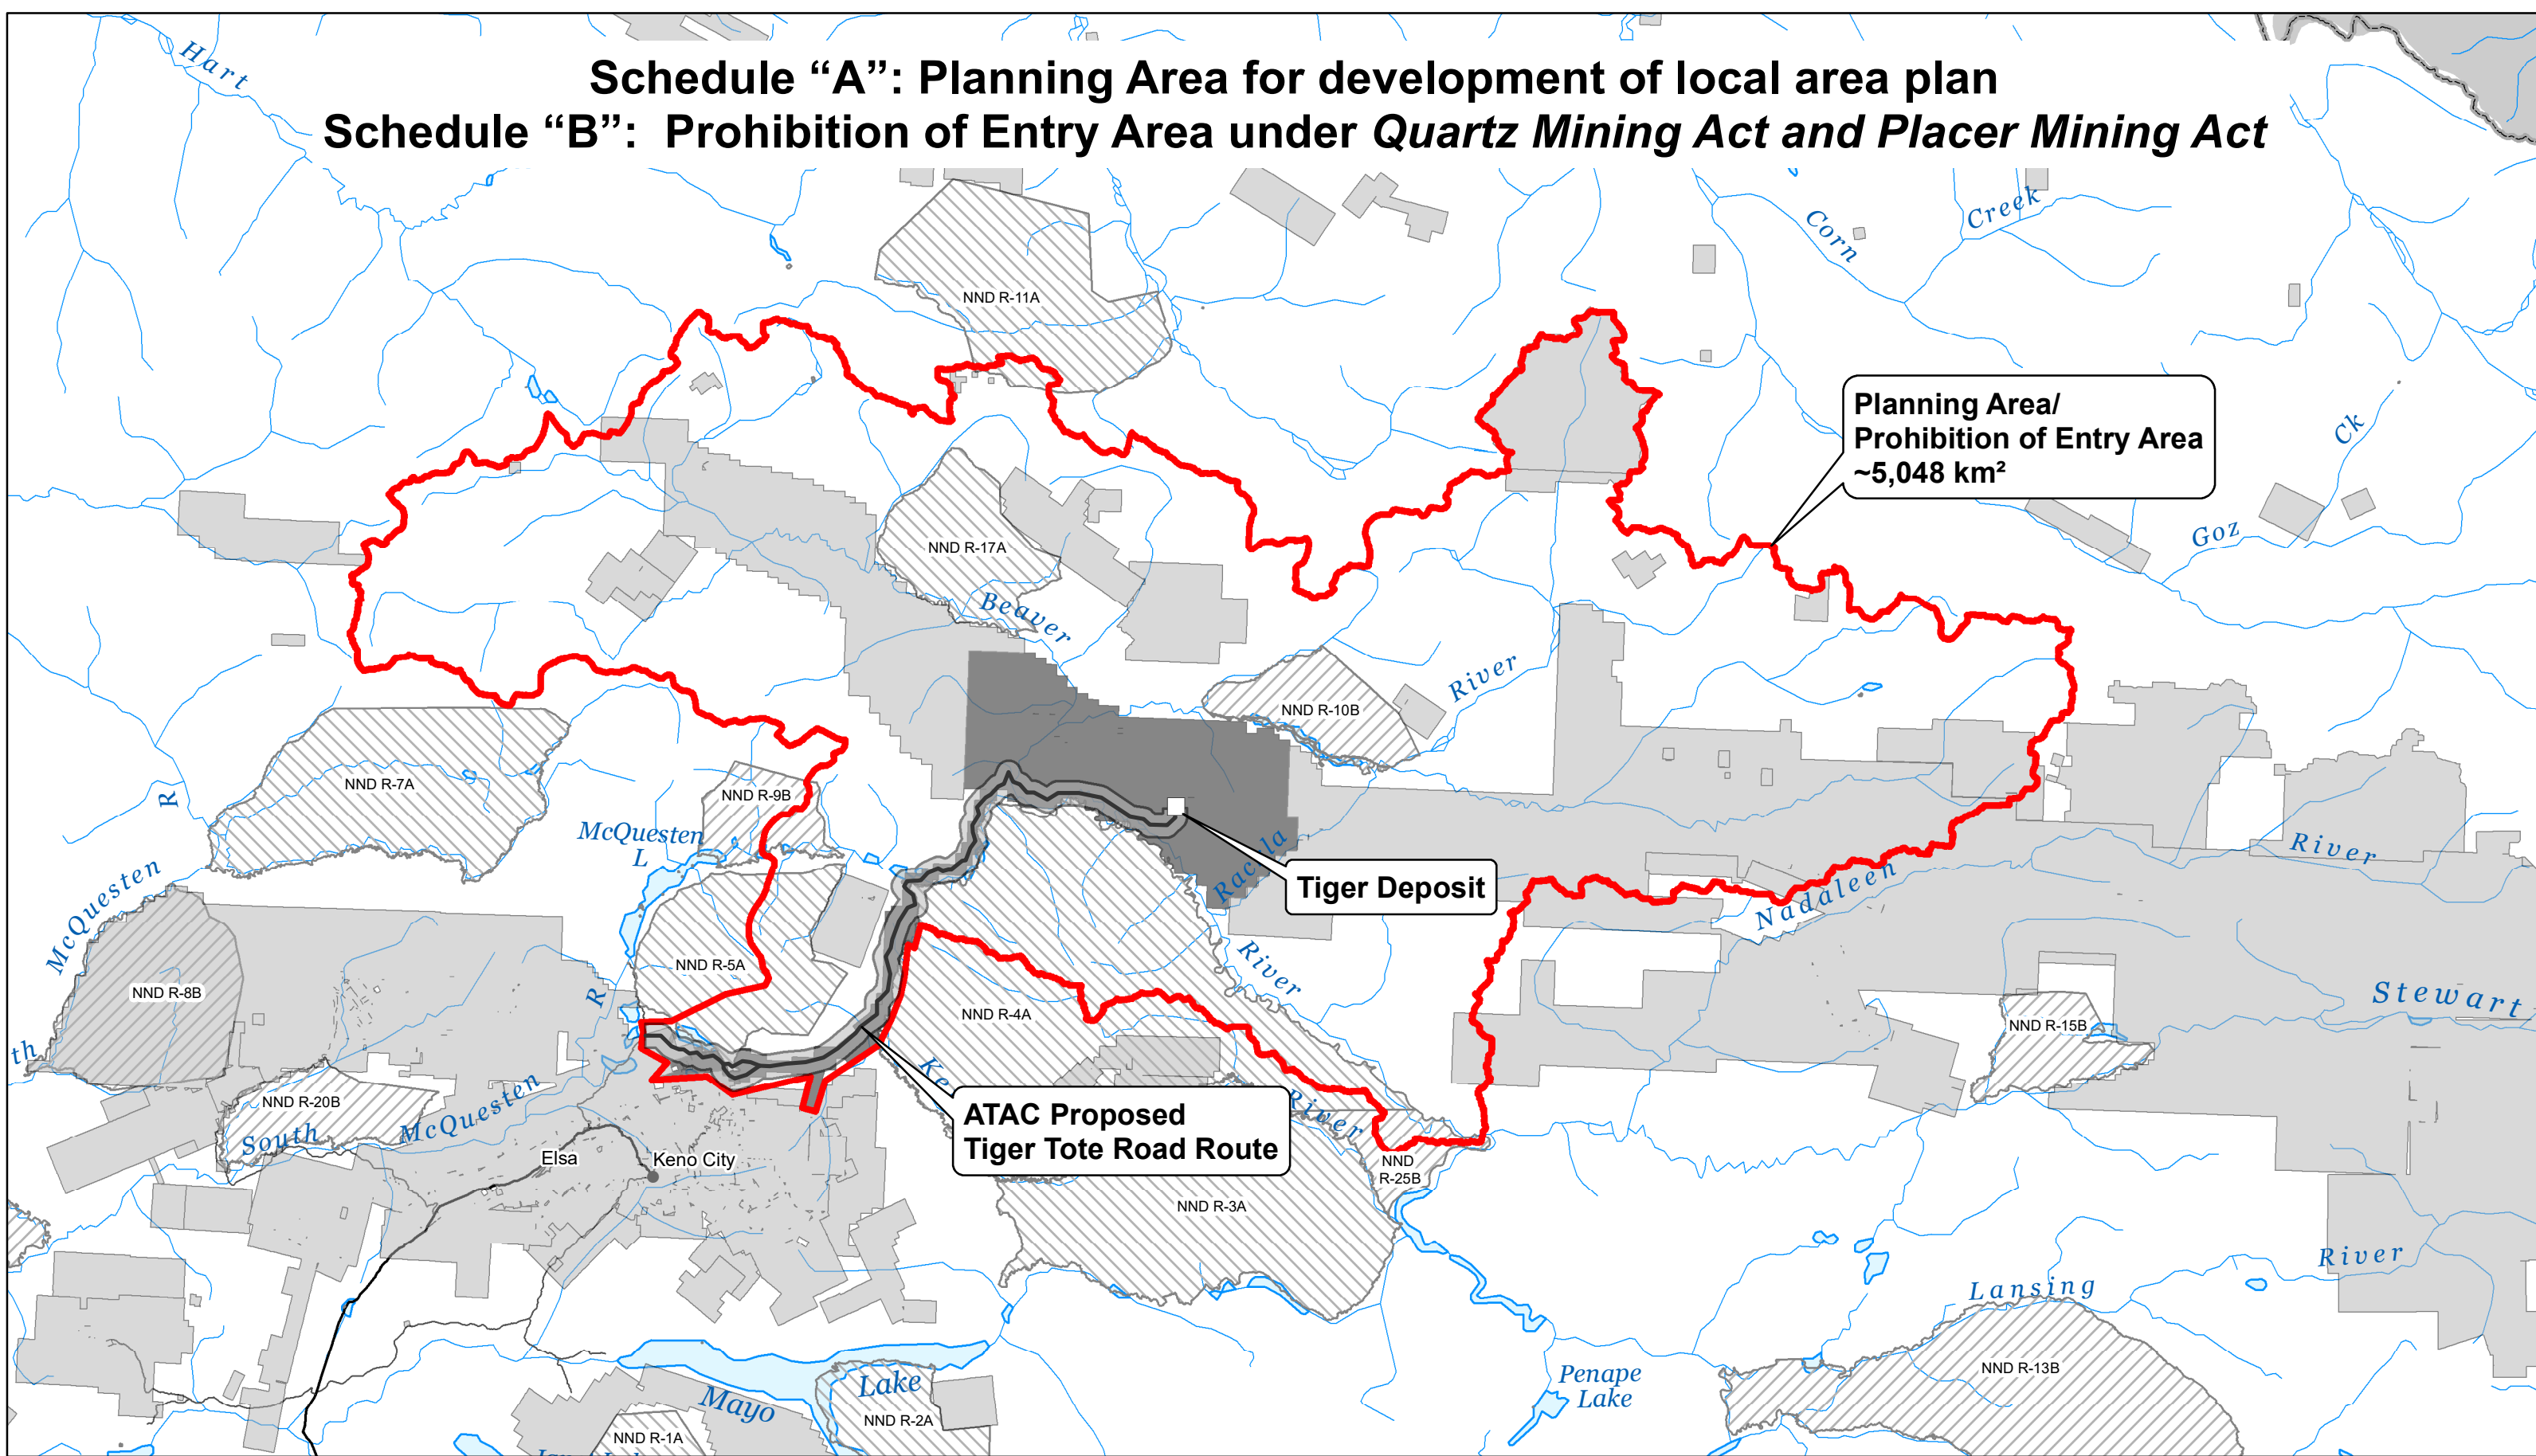 Hart
Schedule “A”: Planning Area for development of local area plan
Schedule “B”: Prohibition of Entry Area under Quartz Mining Act and Placer Mining Act
Corn
Creek
NND R-11A
Planning Area/
Prohibition of Entry Area
~5,048 km²
Ck
Goz
NND R-17A
Beaver
River
NND R-10B
NND R-7A
R
NND R-9B
McQuesten
L
McQuesten
Rackla
Tiger Deposit
River
Nadaleen
River
NND R-5A
NND R-8B
R
NND R-4A
Stewart
NND R-15B
th
NND R-20B
South
McQuesten
Ke
ATAC Proposed
Tiger Tote Road Route
River
Elsa
Keno City
NND
R-25B
NND R-3A
River
Lansing
NND R-13B
Penape
Lake
Mayo
Lake
NND R-2A
NND R-1A